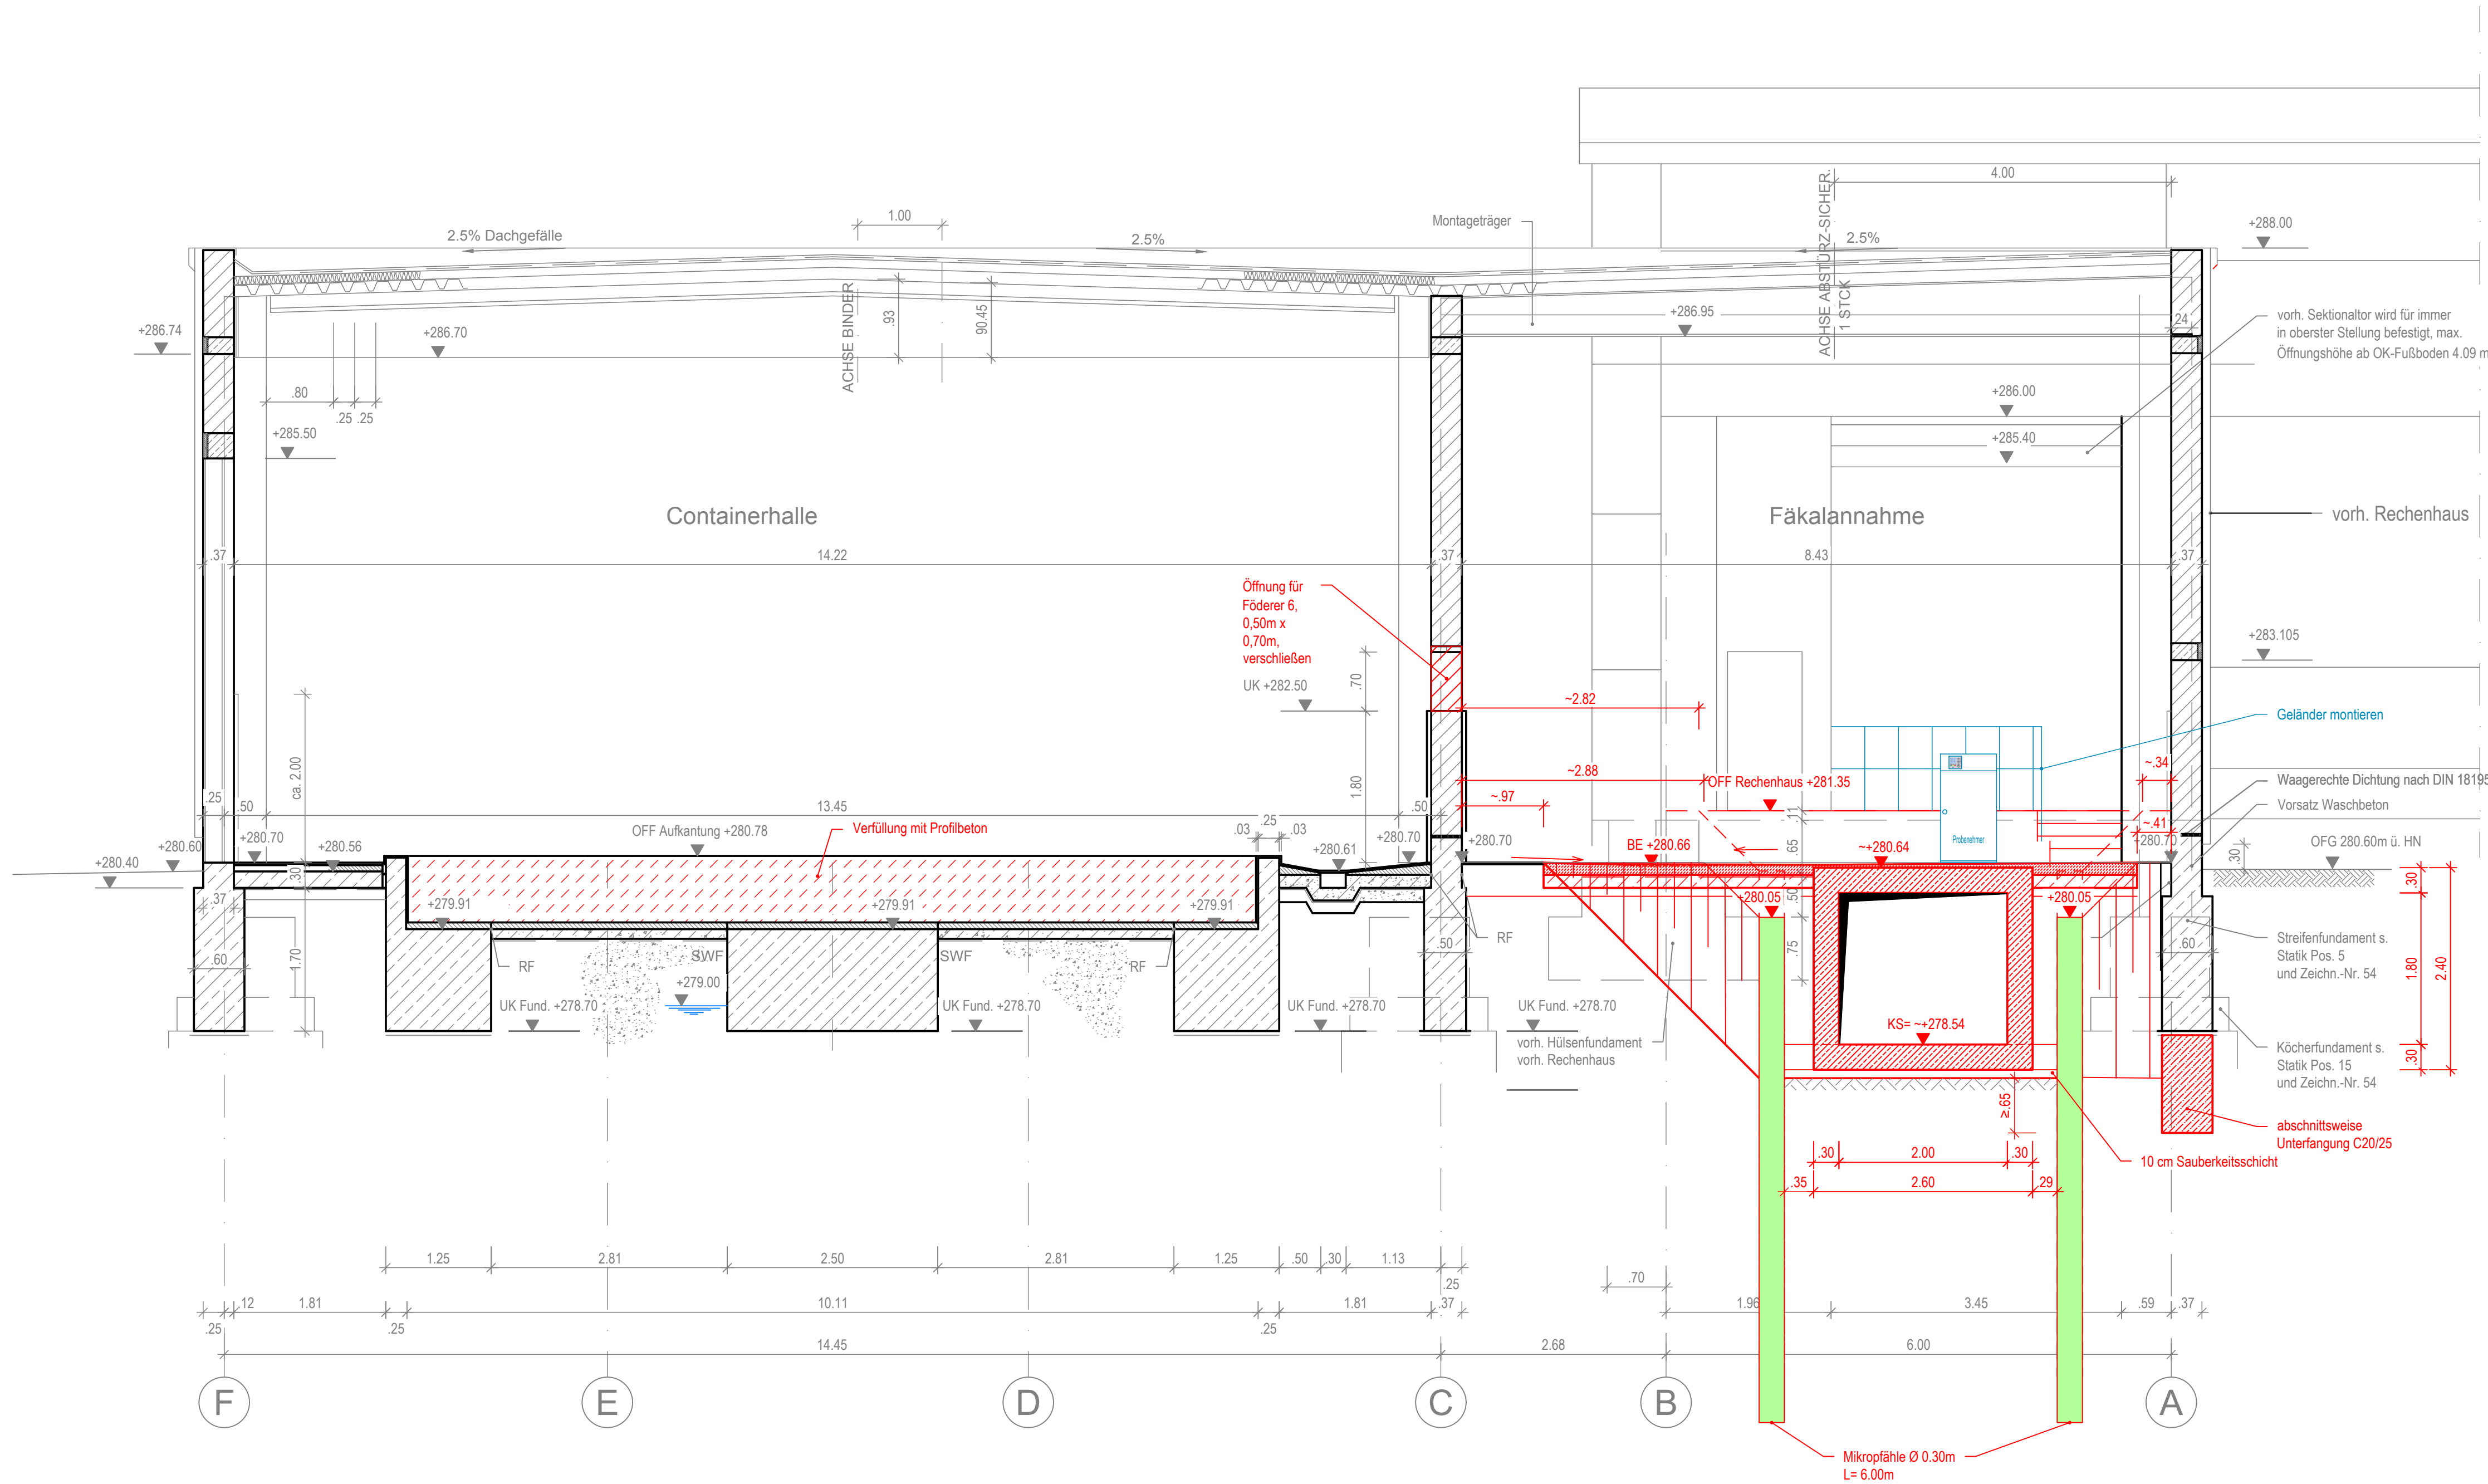 4.00
Montageträger
+288.00
1.00
2.5% Dachgefälle
2.5%
2.5%
ACHSE BINDER
ACHSE ABSTÜRZ-SICHER.
1 STCK
+286.74
+286.70
.93
90.45
+286.95
.24
vorh. Sektionaltor wird für immer
in oberster Stellung befestigt, max.
Öffnungshöhe ab OK-Fußboden 4.09 m
.80
.25
.25
+285.50
+286.00
+285.40
Containerhalle
Fäkalannahme
vorh. Rechenhaus
.37
14.22
.37
8.43
.37
Öffnung für
Föderer 6,
0,50m x
0,70m,
verschließen
UK +282.50
.70
1.80
+283.105
~2.82
Geländer montieren
~2.88
OFF Rechenhaus +281.35
~.34
~.97
.11
.65
Probenehmer
~.41
Waagerechte Dichtung nach DIN 18195
Vorsatz Waschbeton
ca. 2.00
.25
.50
13.45
.50
+280.40
+280.60
+280.70
+280.56
.30
OFF Aufkantung +280.78
Verfüllung mit Profilbeton
.03
.25
.03
+280.61
+280.70
+280.70
BE +280.66
~+280.64
+280.70
.30
OFG 280.60m ü. HN
.37
+279.91
+279.91
+279.91
.50
+280.05
+280.05
.30
.60
1.70
RF
SWF
+279.00
SWF
RF
.50
RF
.75
.60
Streifenfundament s.
Statik Pos. 5
und Zeichn.-Nr. 54
1.80
2.40
UK Fund. +278.70
UK Fund. +278.70
UK Fund. +278.70
UK Fund. +278.70
vorh. Hülsenfundament
vorh. Rechenhaus
KS= ~+278.54
.30
Köcherfundament s.
Statik Pos. 15
und Zeichn.-Nr. 54
≥.65
abschnittsweise
Unterfangung C20/25
10 cm Sauberkeitsschicht
.30
2.00
.30
.35
2.60
.29
1.25
2.81
2.50
2.81
1.25
.50
.30
1.13
.25
.70
.12
1.81
10.11
1.81
.37
1.96
3.45
.59
.37
.25
.25
.25
14.45
2.68
6.00
F
E
D
C
B
A
Mikropfähle Ø 0.30m
L= 6.00m